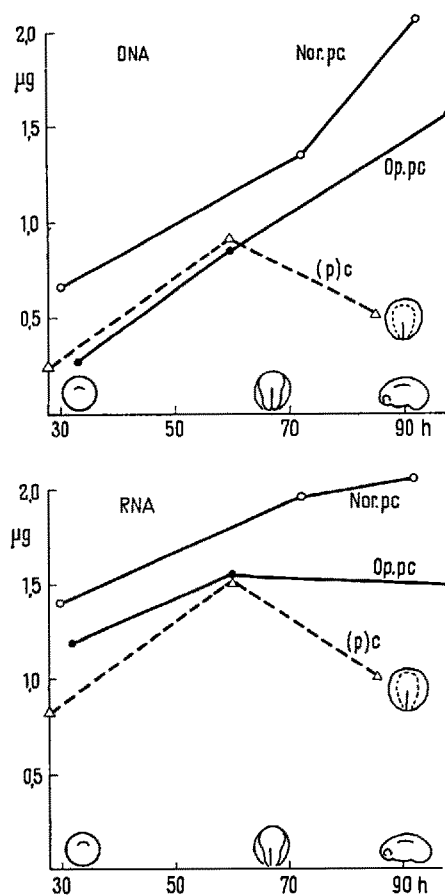 2,0
DNA
Nor.pc.
µg
1,5
Op.pc
1,0
(p)c
0,5
30 50 70 90 h
2,0
RNA
Nor.pc
µg
1,5
Op.pc
(p)c
1,0
0,5
30 50 70 90 h